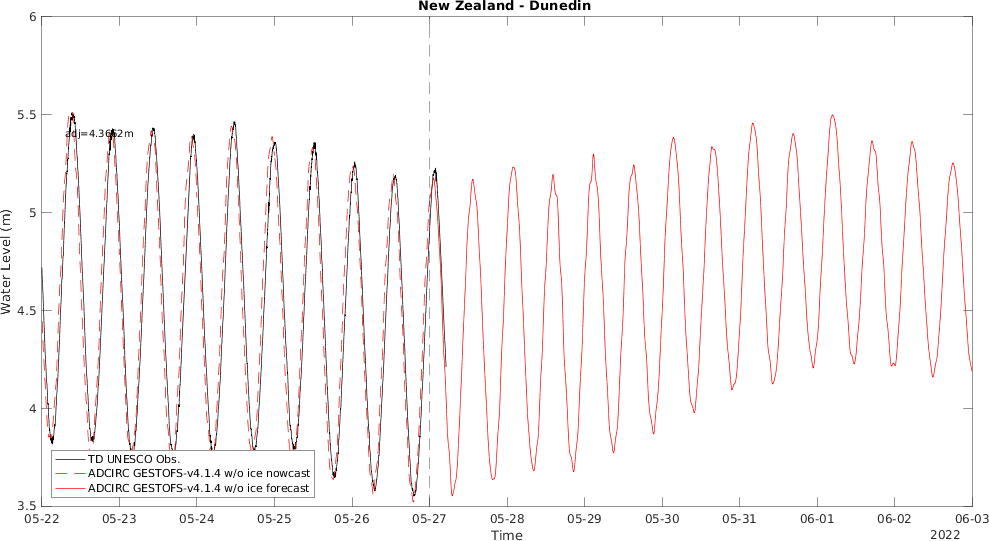 New Zealand - Dunedin
6
5.5
5
4.5
4
3.5
Water Level (m)
adj=4.3652m
TD UNESCO Obs.
ADCIRC GESTOFS-v4.1.4 w/o ice nowcast
ADCIRC GESTOFS-v4.1.4 w/o ice forecast
05-22 05-23 05-24 05-25 05-26 05-27 05-28 05-29 05-30 05-31 06-01 06-02 06-03
Time
2022